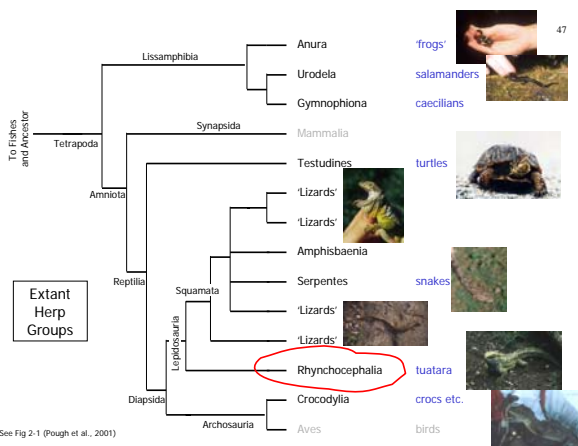 47
Anura 'frogs'
Lissamphibia
Urodela salamanders
Gymnophiona caecilians
To Fishes
and Ancestor
Synapsida
Mammalia
Tetrapoda
Testudines turtles
Amniota
'Lizards'
'Lizards'
Amphisbaenia
Reptilia
Squamata
Serpentes snakes
Extant
Herp
Groups
'Lizards'
Lepidosauria
'Lizards'
Rhynchocephalia tuatara
Diapsida
Crocodylia crocs etc.
Archosauria
Aves birds
See Fig 2-1 (Pough et al., 2001)